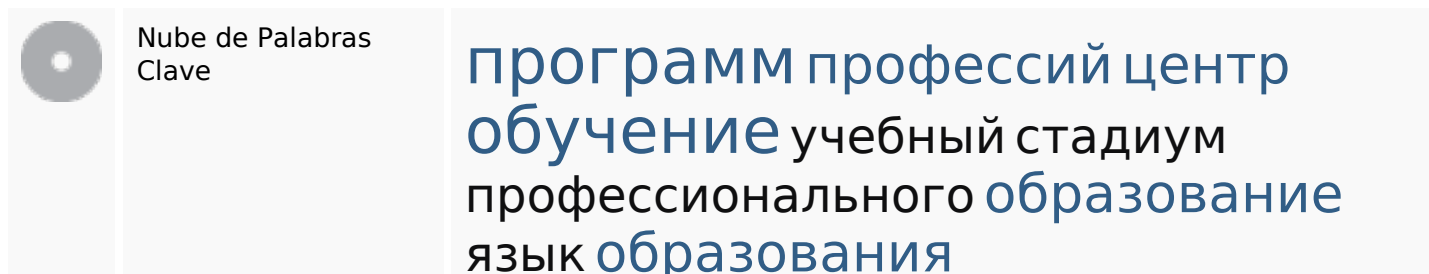 Nube de Palabras
Clave
программ профессий центр
обучение учебный стадиум
профессионального образование
язык образования